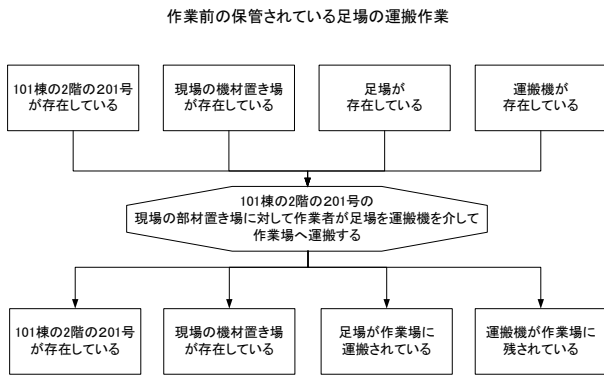 作業前の保管されている足場の運搬作業
101棟の2階の201号
が存在している
現場の機材置き場
が存在している
足場が
存在している
運搬機が
存在している
101棟の2階の201号の
現場の部材置き場に対して作業者が足場を運搬機を介して
作業場へ運搬する
101棟の2階の201号
が存在している
現場の機材置き場
が存在している
足場が作業場に
運搬されている
運搬機が作業場に
残されている